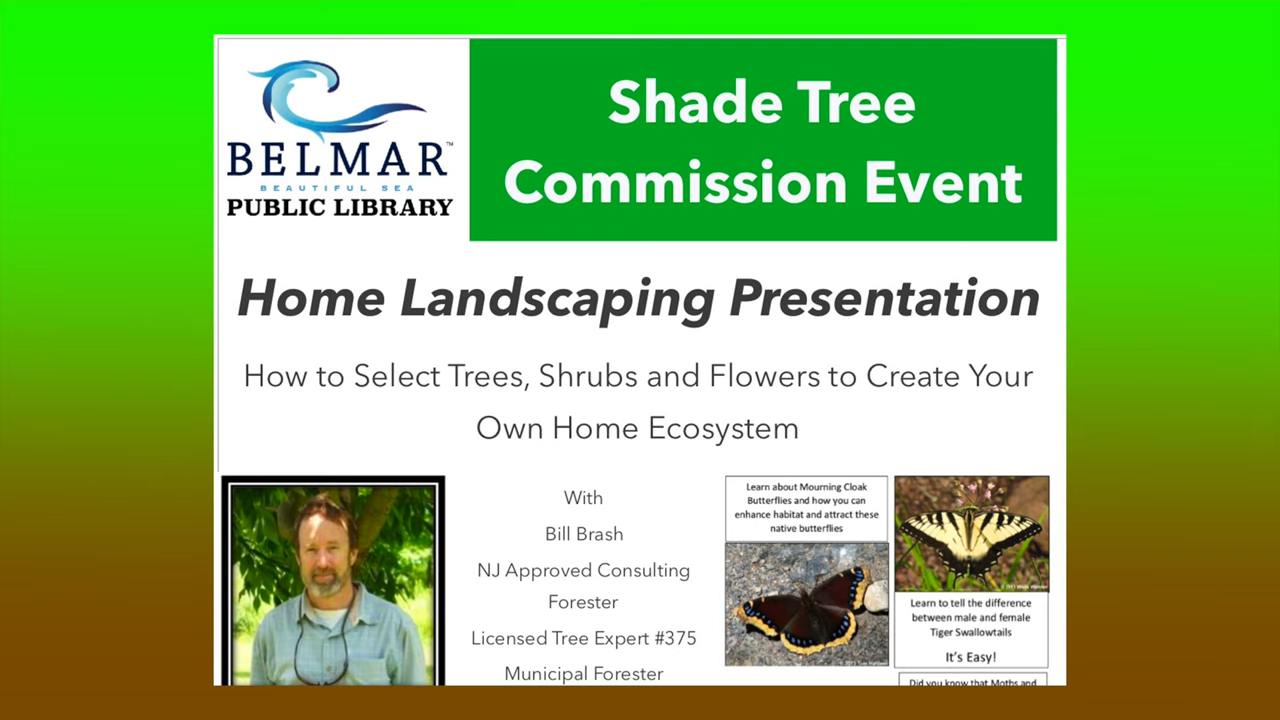 BELMAR™
BEAUTIFUL SEA
PUBLIC LIBRARY
Shade Tree
Commission Event
Home Landscaping Presentation
How to Select Trees, Shrubs and Flowers to Create Your
Own Home Ecosystem
With
Bill Brash
NJ Approved Consulting
Forester
Licensed Tree Expert #375
Municipal Forester
Learn about Mourning Cloak
Butterflies and how you can
enhance habitat and attract these
native butterflies
Learn to tell the difference
between male and female
Tiger Swallowtails
It's Easy!
Did you know that Moths and